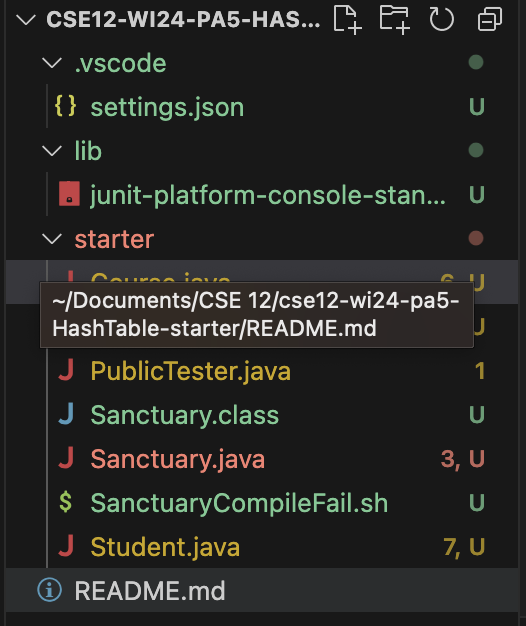 CSE12-WI24-PA5-HAS...
.vscode
{} settings.json U
lib
junit-platform-console-stan... U
starter
J Course.java 6, U
~/Documents/CSE 12/cse12-wi24-pa5-
HashTable-starter/README.md
U
J PublicTester.java 1
J Sanctuary.class U
J Sanctuary.java 3, U
$ SanctuaryCompileFail.sh U
J Student.java 7, U
README.md